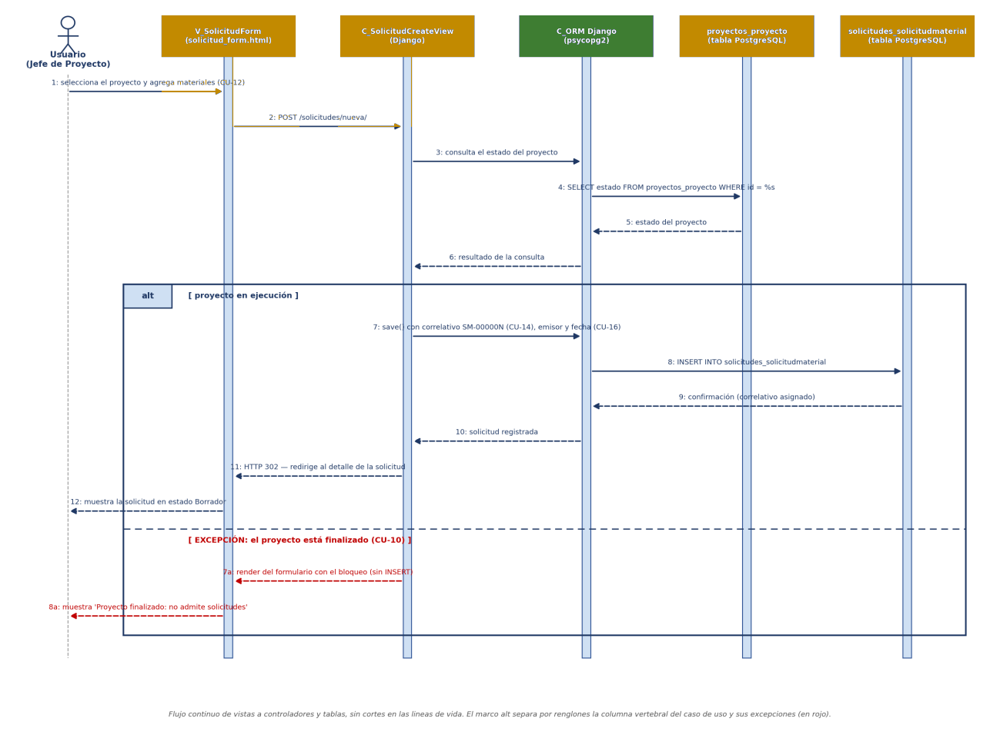 Usuario
(Jefe de Proyecto)
V_SolicitudForm
(solicitud_form.html)
C_SolicitudCreateView
(Django)
C_ORM Django
(psycopg2)
proyectos_proyecto
(tabla PostgreSQL)
solicitudes_solicitudmaterial
(tabla PostgreSQL)
1: selecciona el proyecto y agrega materiales (CU-12)
2: POST /solicitudes/nueva/
3: consulta el estado del proyecto
4: SELECT estado FROM proyectos_proyecto WHERE id = %s
5: estado del proyecto
6: resultado de la consulta
alt
[ proyecto en ejecución ]
7: save() con correlativo SM-00000N (CU-14), emisor y fecha (CU-16)
8: INSERT INTO solicitudes_solicitudmaterial
9: confirmación (correlativo asignado)
10: solicitud registrada
11: HTTP 302 — redirige al detalle de la solicitud
12: muestra la solicitud en estado Borrador
[ EXCEPCIÓN: el proyecto está finalizado (CU-10) ]
7a: render del formulario con el bloqueo (sin INSERT)
8a: muestra 'Proyecto finalizado: no admite solicitudes'
Flujo continuo de vistas a controladores y tablas, sin cortes en las líneas de vida. El marco alt separa por renglones la columna vertebral del caso de uso y sus excepciones (en rojo).